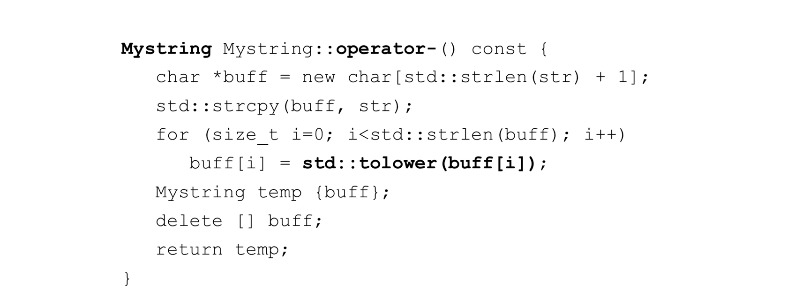 Mystring Mystring::operator-() const {
char *buff = new char[std::strlen(str) + 1];
std::strcpy(buff, str);
for (size_t i=0; i<std::strlen(buff); i++)
buff[i] = std::tolower(buff[i]);
Mystring temp {buff};
delete [] buff;
return temp;
}